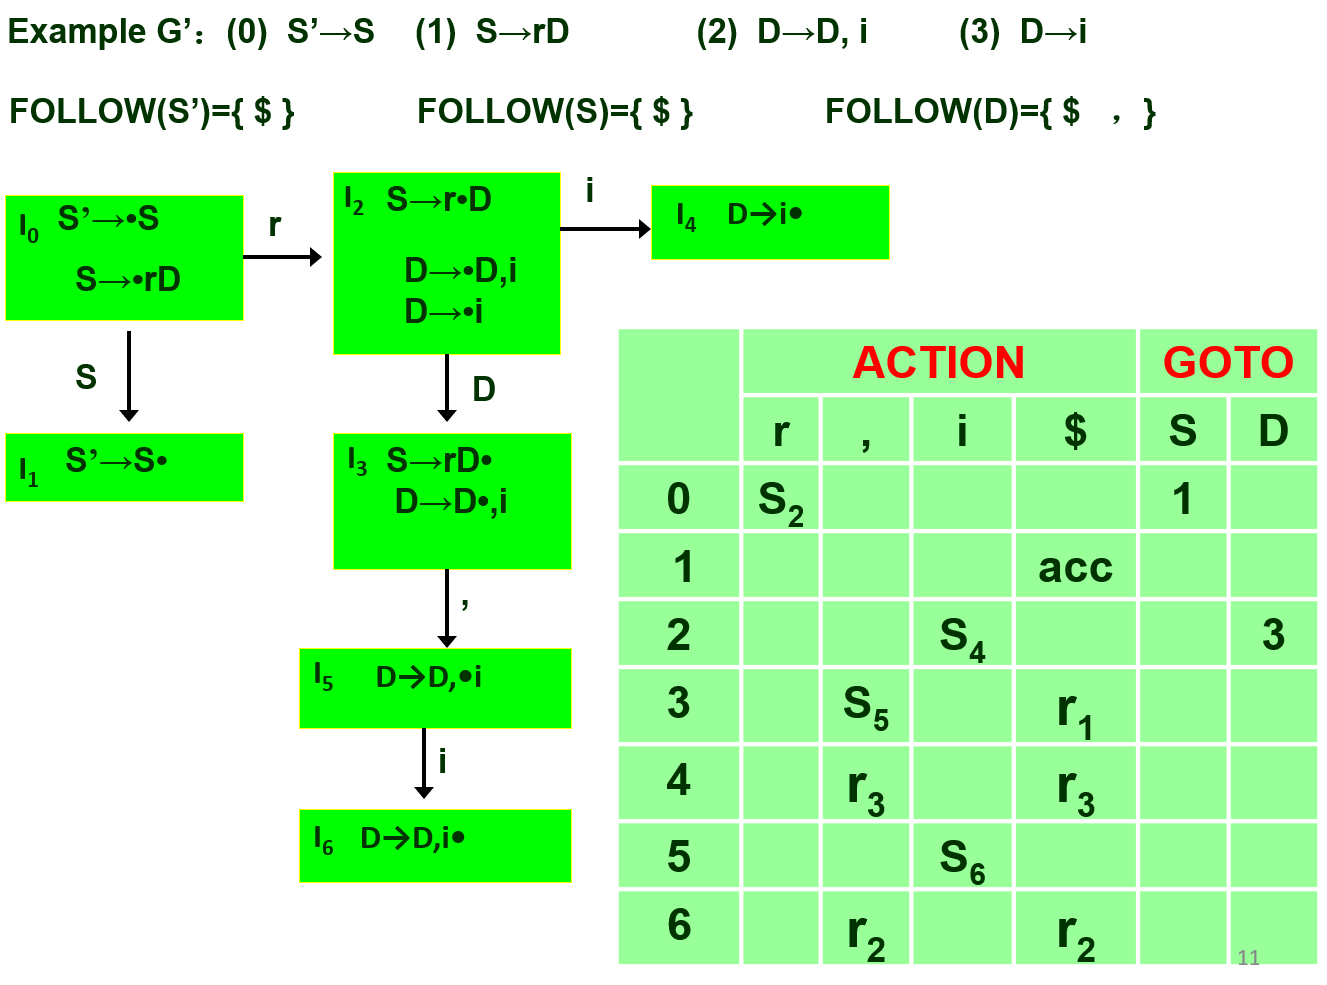 Example G’：(0) S’→S (1) S→rD (2) D→D, i (3) D→i
FOLLOW(S’)={ $ } FOLLOW(S)={ $ } FOLLOW(D)={ $ ，}
I0 S’→•S
S→•rD
r
I2 S→r•D
D→•D,i
D→•i
i
I4 D→i•
S
D
I1 S’→S•
I3 S→rD•
D→D•,i
,
I5 D→D,•i
i
I6 D→D,i•
ACTION GOTO
r , i $ S D
0 S2 1
1 acc
2 S4 3
3 S5 r1
4 r3 r3
5 S6
6 r2 r2
11